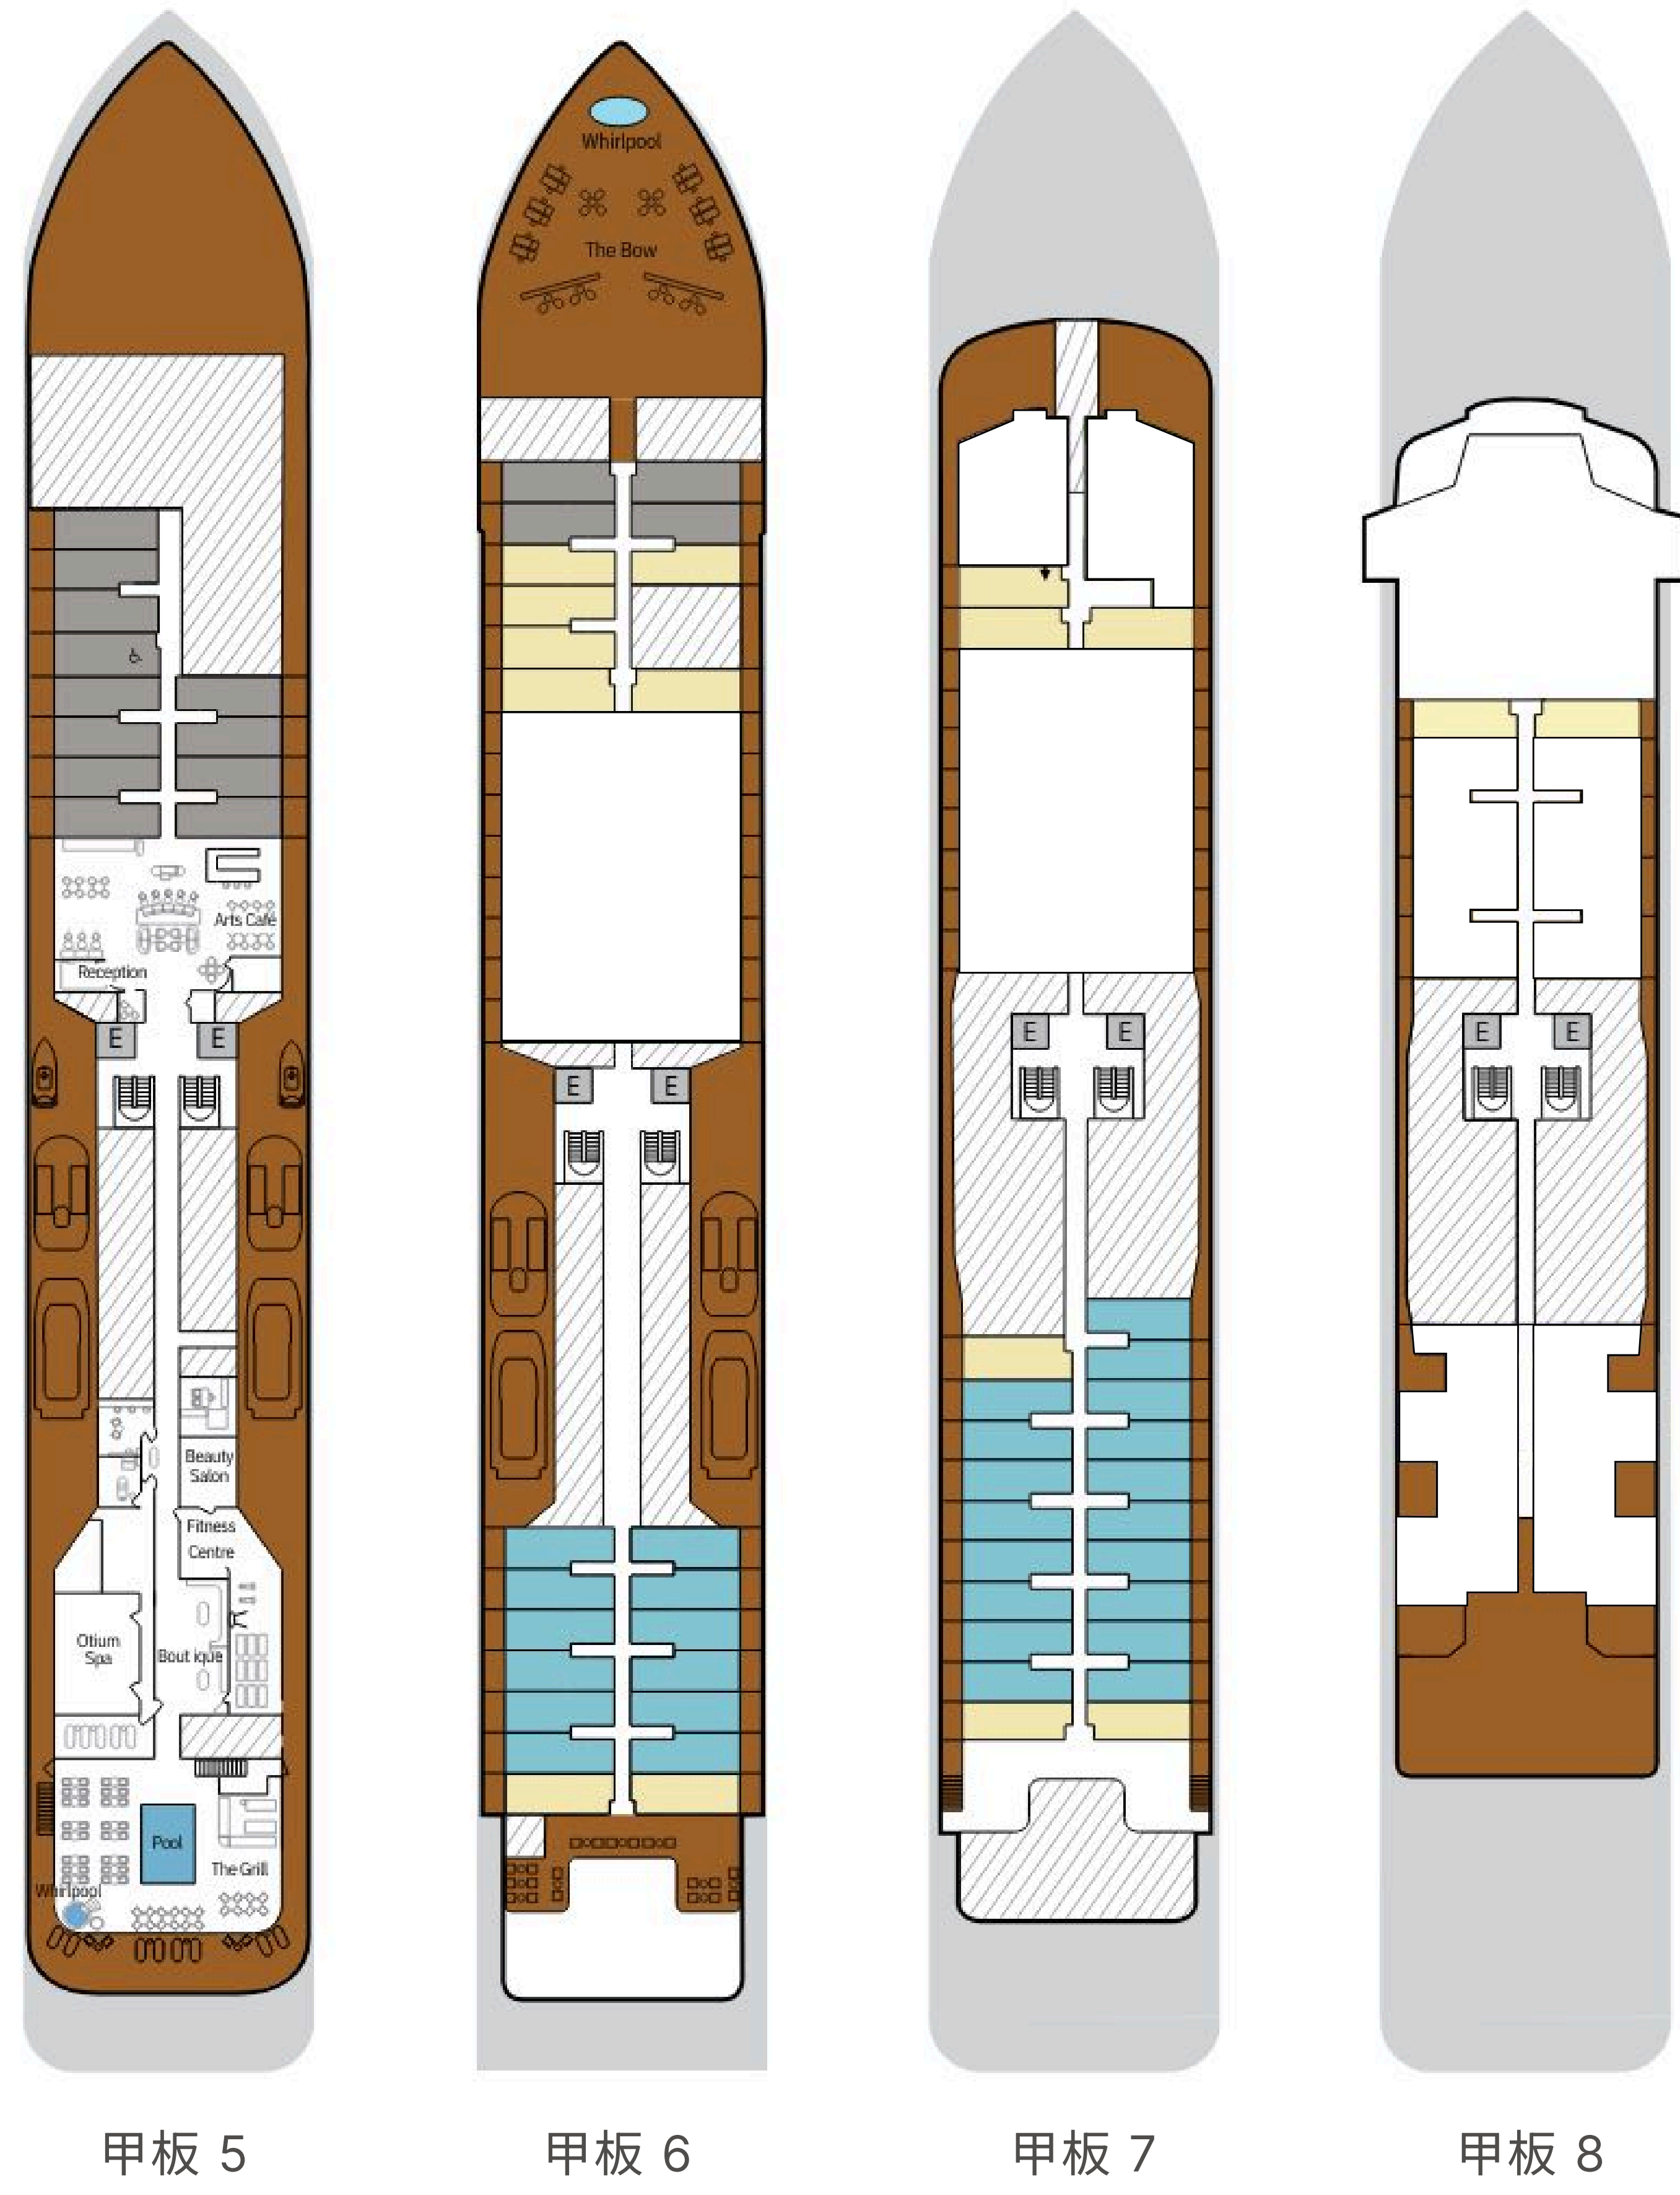 Arts Café
Reception
E
E
Beauty
Salon
Fitness
Centre
Otium
Spa
Bout ique
Pool
The Grill
Whirlpool
甲板 5
Whirlpool
The Bow
E
E
甲板 6
E
E
甲板 7
E
E
甲板 8